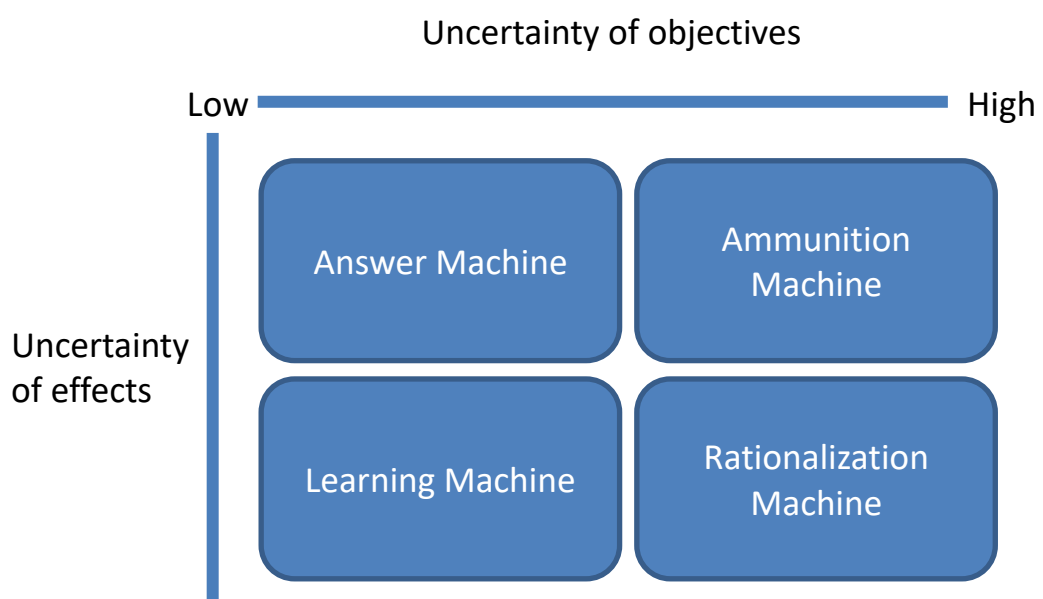 Uncertainty of objectives
Low
High
Answer Machine
Ammunition
Machine
Uncertainty
of effects
Learning Machine
Rationalization
Machine